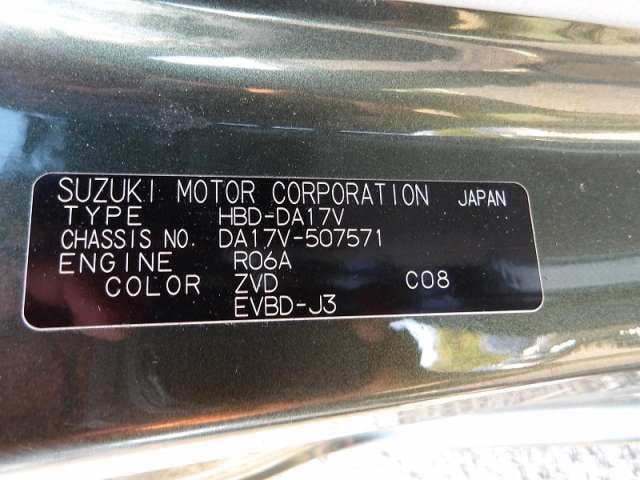 SUZUKI MOTOR CORPORATION JAPAN
TYPE HBD-DA17V
CHASSIS NO. DA17V-507571
ENGINE R06A
COLOR ZVD C08
EVBD-J3